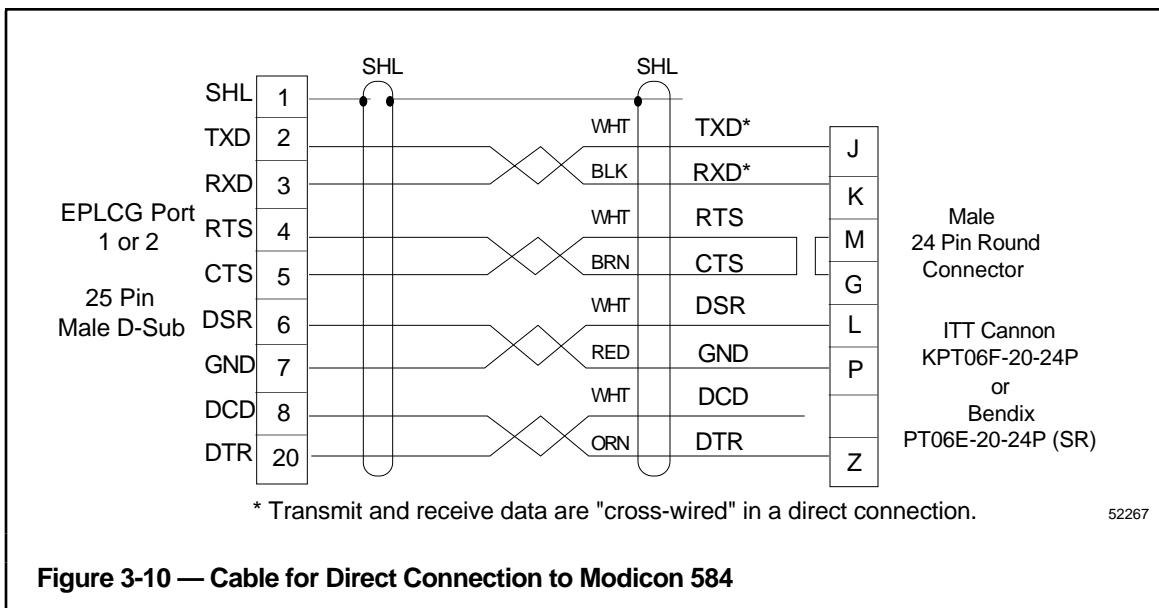 SHL SHL
SHL 1
TXD 2 WHT TXD* J
RXD 3 BLK RXD* K
RTS 4 WHT RTS M
CTS 5 BRN CTS G
DSR 6 WHT DSR L
GND 7 RED GND P
DCD 8 WHT DCD
DTR 20 ORN DTR Z
EPLCG Port
1 or 2
25 Pin
Male D-Sub
Male
24 Pin Round
Connector
ITT Cannon
KPT06F-20-24P
or
Bendix
PT06E-20-24P (SR)
* Transmit and receive data are "cross-wired" in a direct connection.
52267
Figure 3-10 — Cable for Direct Connection to Modicon 584